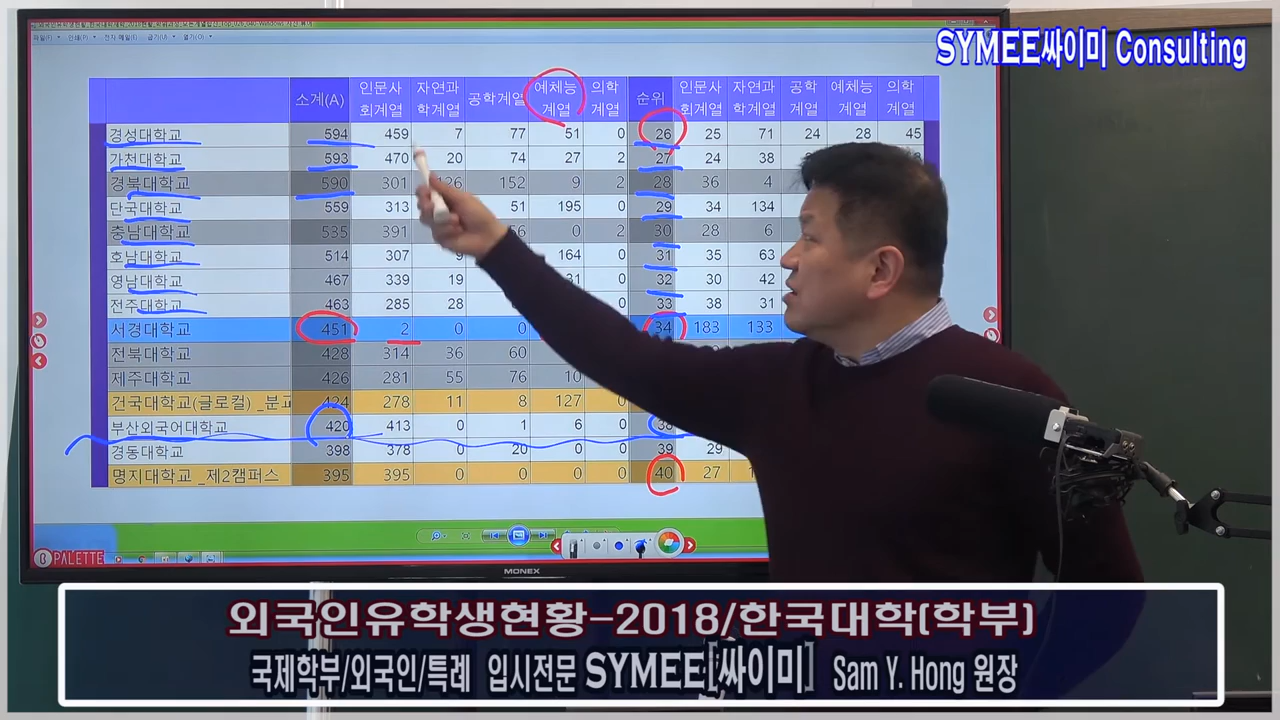 SYMEE싸이미 Consulting
소계(A) 인문사회계열 자연과학계열 공학계열 예체능계열 의학계열 순위 인문사회계열 자연과학계열 공학계열 예체능계열 의학계열
경성대학교 594 459 7 77 51 0 26 25 71 24 28 45
가천대학교 593 470 20 74 27 2 27 24 38
경북대학교 590 301 126 152 9 2 28 36 4
단국대학교 559 313 51 195 0 29 34 134
충남대학교 535 391 0 2 30 28 6
호남대학교 514 307 164 0 31 35 63
영남대학교 467 339 19 0 32 30 42
전주대학교 463 285 28 0 33 38 31
서경대학교 451 2 0 0 34 183 133
전북대학교 428 314 36 60
제주대학교 426 281 55 76 10
건국대학교(글로컬) _분교 424 278 11 8 127 0
부산외국어대학교 420 413 0 1 6 0 38
경동대학교 398 378 0 20 0 0 39 29
명지대학교 _제2캠퍼스 395 395 0 0 0 0 40 27
PALETTE
MONEX
외국인유학생현황-2018/한국대학(학부)
국제학부/외국인/특례 입시전문 SYMEE[싸이미] Sam Y. Hong 원장